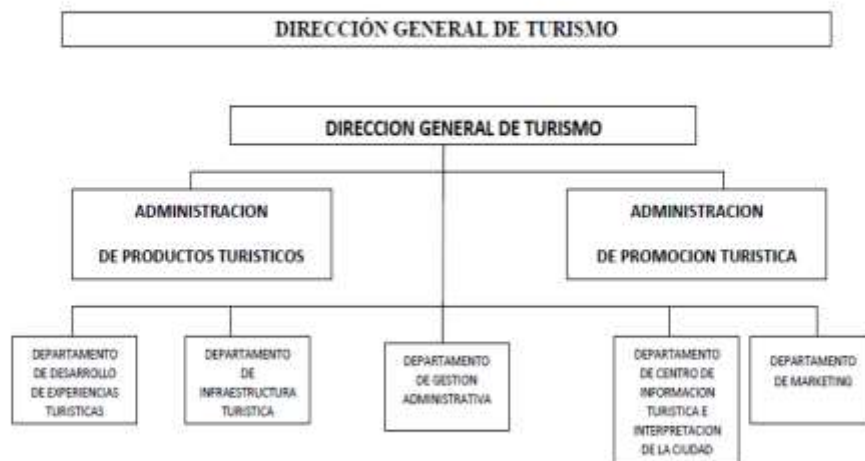 DIRECCIÓN GENERAL DE TURISMO
DIRECCION GENERAL DE TURISMO
ADMINISTRACION
DE PRODUCTOS TURISTICOS
ADMINISTRACION
DE PROMOCION TURISTICA
DEPARTAMENTO
DE DESARROLLO
DE EXPERIENCIAS
TURISTICAS
DEPARTAMENTO
DE
INFRAESTRUCTURA
TURISTICA
DEPARTAMENTO
DE GESTION
ADMINISTRATIVA
DEPARTAMENTO
DE CENTRO DE
INFORMACION
TURISTICA E
INTERPRETACION
DE LA CIUDAD
DEPARTAMENTO
DE MARKETING